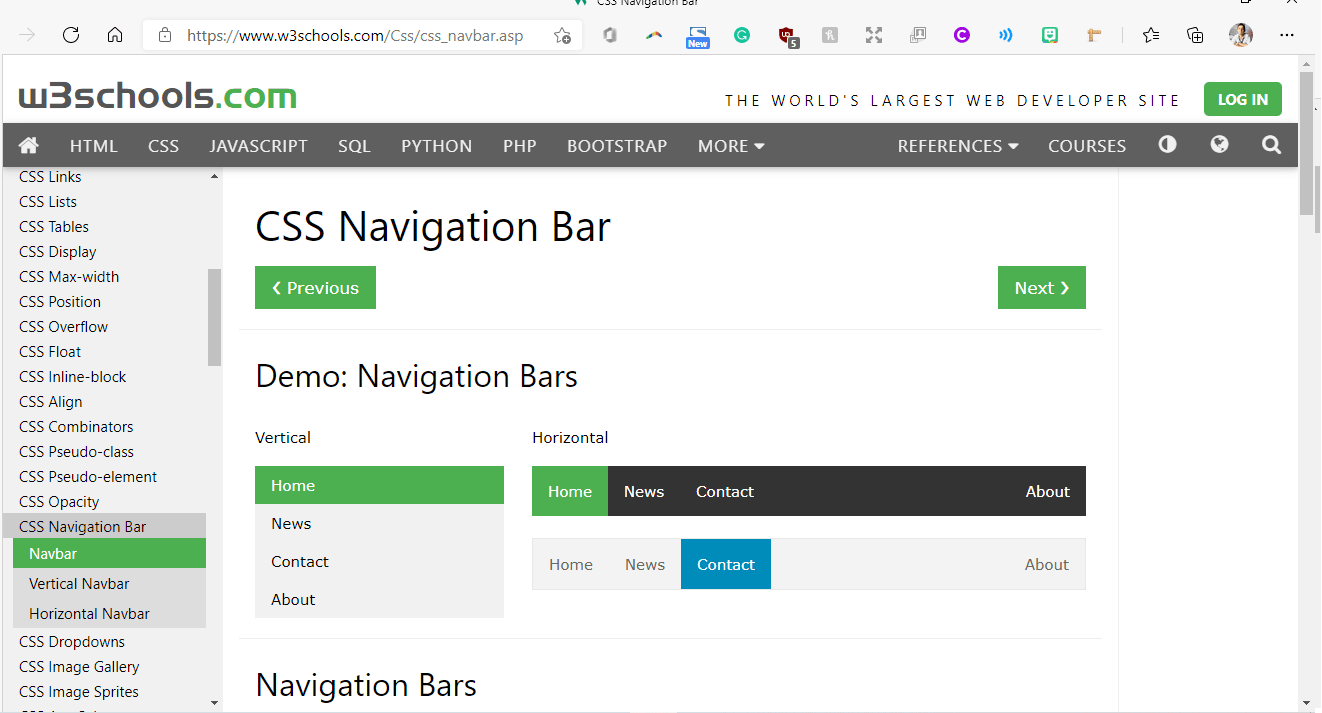 CSS Navigation Bar
https://www.w3schools.com/Css/css_navbar.asp
New
5
w3schools.com
THE WORLD'S LARGEST WEB DEVELOPER SITE
LOG IN
HTML CSS JAVASCRIPT SQL PYTHON PHP BOOTSTRAP MORE REFERENCES COURSES
CSS Links
CSS Lists
CSS Tables
CSS Display
CSS Max-width
CSS Position
CSS Overflow
CSS Float
CSS Inline-block
CSS Align
CSS Combinators
CSS Pseudo-class
CSS Pseudo-element
CSS Opacity
CSS Navigation Bar
Navbar
Vertical Navbar
Horizontal Navbar
CSS Dropdowns
CSS Image Gallery
CSS Image Sprites
CSS Navigation Bar
❮ Previous
Next ❯
Demo: Navigation Bars
Vertical
Home
News
Contact
About
Horizontal
Home News Contact About
Home News Contact About
Navigation Bars